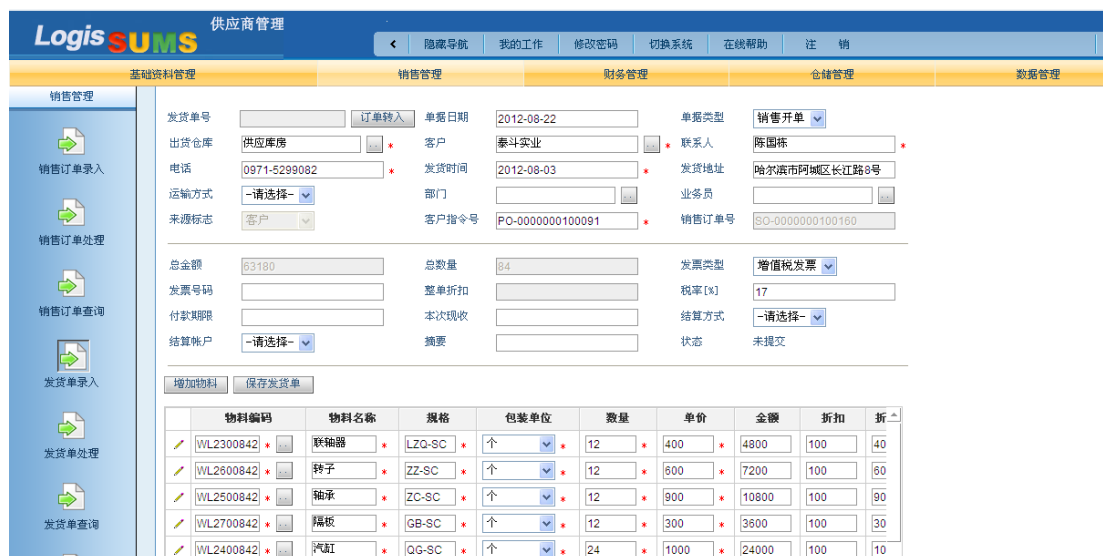 供应商管理
Logis SUMS
隐藏导航 我的工作 修改密码 切换系统 在线帮助 注 销
基础资料管理 销售管理 财务管理 仓储管理 数据管理
销售管理
销售订单录入
销售订单处理
销售订单查询
发货单录入
发货单处理
发货单查询
发货单号 订单转入 单据日期 2012-08-22 单据类型 销售开单
出货仓库 供应库房 .. * 客户 泰斗实业 .. * 联系人 陈国栋 *
电话 0971-5299082 * 发货时间 2012-08-03 * 发货地址 哈尔滨市阿城区长江路8号
运输方式 -请选择- 部门 .. 业务员 ..
来源标志 客户 客户指令号 PO-0000000100091 * 销售订单号 SO-0000000100160
总金额 63180 总数量 84 发票类型 增值税发票
发票号码 整单折扣 税率[%] 17
付款期限 本次现收 结算方式 -请选择-
结算帐户 -请选择- 摘要 状态 未提交
增加物料 保存发货单
物料编码 物料名称 规格 包装单位 数量 单价 金额 折扣 折
WL2300842 * .. 联轴器 * LZQ-SC * 个 * 12 * 400 * 4800 100 40
WL2600842 * .. 转子 * ZZ-SC * 个 * 12 * 600 * 7200 100 60
WL2500842 * .. 轴承 * ZC-SC * 个 * 12 * 900 * 10800 100 90
WL2700842 * .. 隔板 * GB-SC * 个 * 12 * 300 * 3600 100 30
WL2400842 * .. 汽缸 * QG-SC * 个 * 24 * 1000 * 24000 100 10